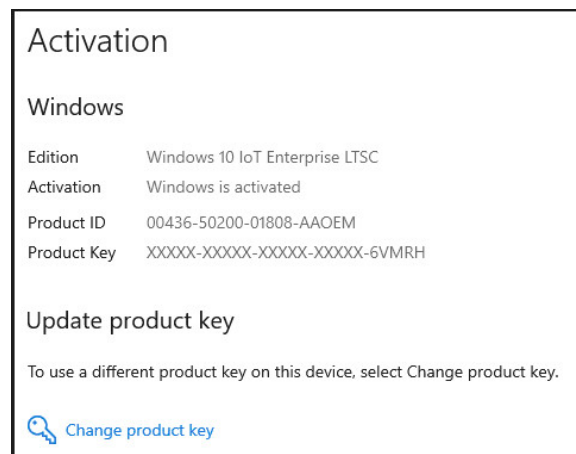 Activation
Windows
Edition Windows 10 IoT Enterprise LTSC
Activation Windows is activated
Product ID 00436-50200-01808-AAOEM
Product Key XXXXX-XXXXX-XXXXX-XXXXX-6VMRH
Update product key
To use a different product key on this device, select Change product key.
Change product key